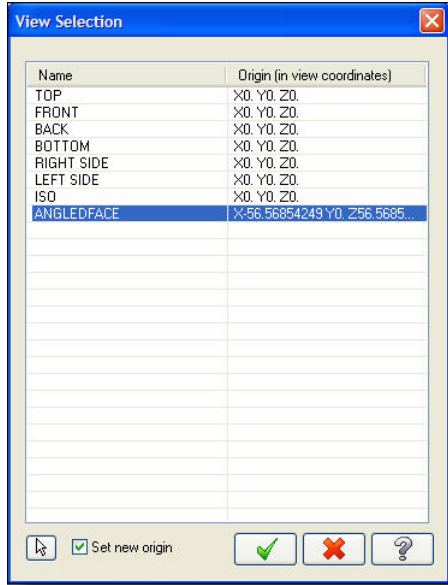 View Selection
Name Origin (in view coordinates)
TOP X0. Y0. Z0.
FRONT X0. Y0. Z0.
BACK X0. Y0. Z0.
BOTTOM X0. Y0. Z0.
RIGHT SIDE X0. Y0. Z0.
LEFT SIDE X0. Y0. Z0.
ISO X0. Y0. Z0.
ANGLEDFACE X-56.56854249 Y0. Z56.5685...
Set new origin